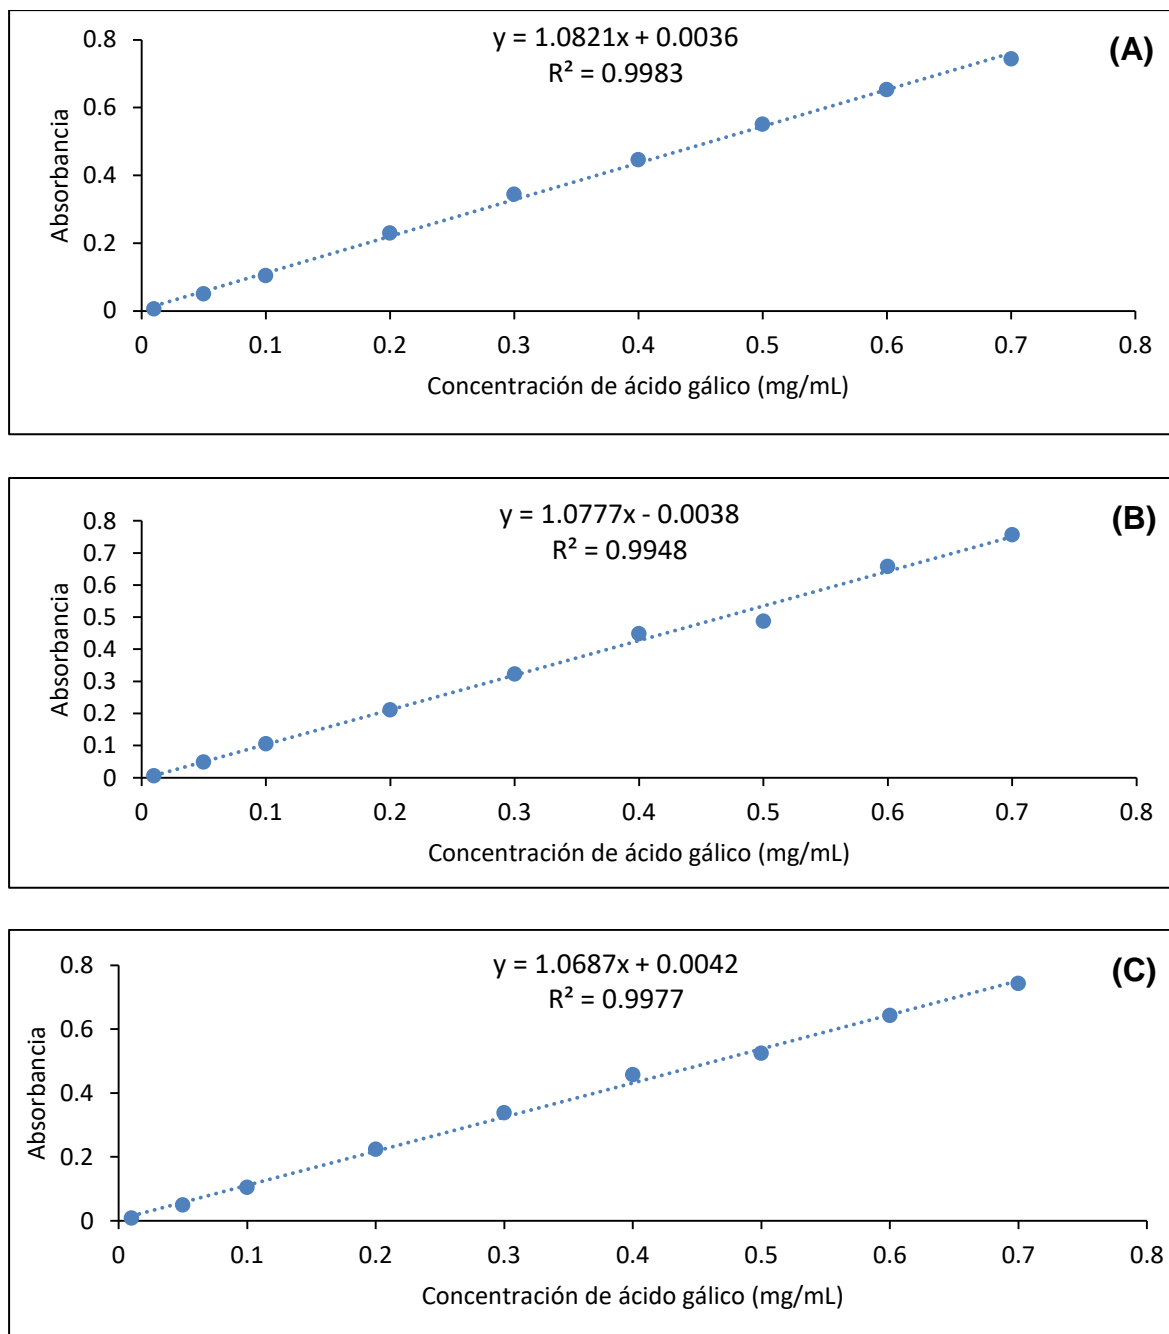 y = 1.0821x + 0.0036
R² = 0.9983
(A)
Absorbancia
0.8
0.6
0.4
0.2
0
0 0.1 0.2 0.3 0.4 0.5 0.6 0.7 0.8
Concentración de ácido gálico (mg/mL)
y = 1.0777x - 0.0038
R² = 0.9948
(B)
Absorbancia
0.8
0.7
0.6
0.5
0.4
0.3
0.2
0.1
0
0 0.1 0.2 0.3 0.4 0.5 0.6 0.7 0.8
Concentración de ácido gálico (mg/mL)
y = 1.0687x + 0.0042
R² = 0.9977
(C)
Absorbancia
0.8
0.6
0.4
0.2
0
0 0.1 0.2 0.3 0.4 0.5 0.6 0.7 0.8
Concentración de ácido gálico (mg/mL)